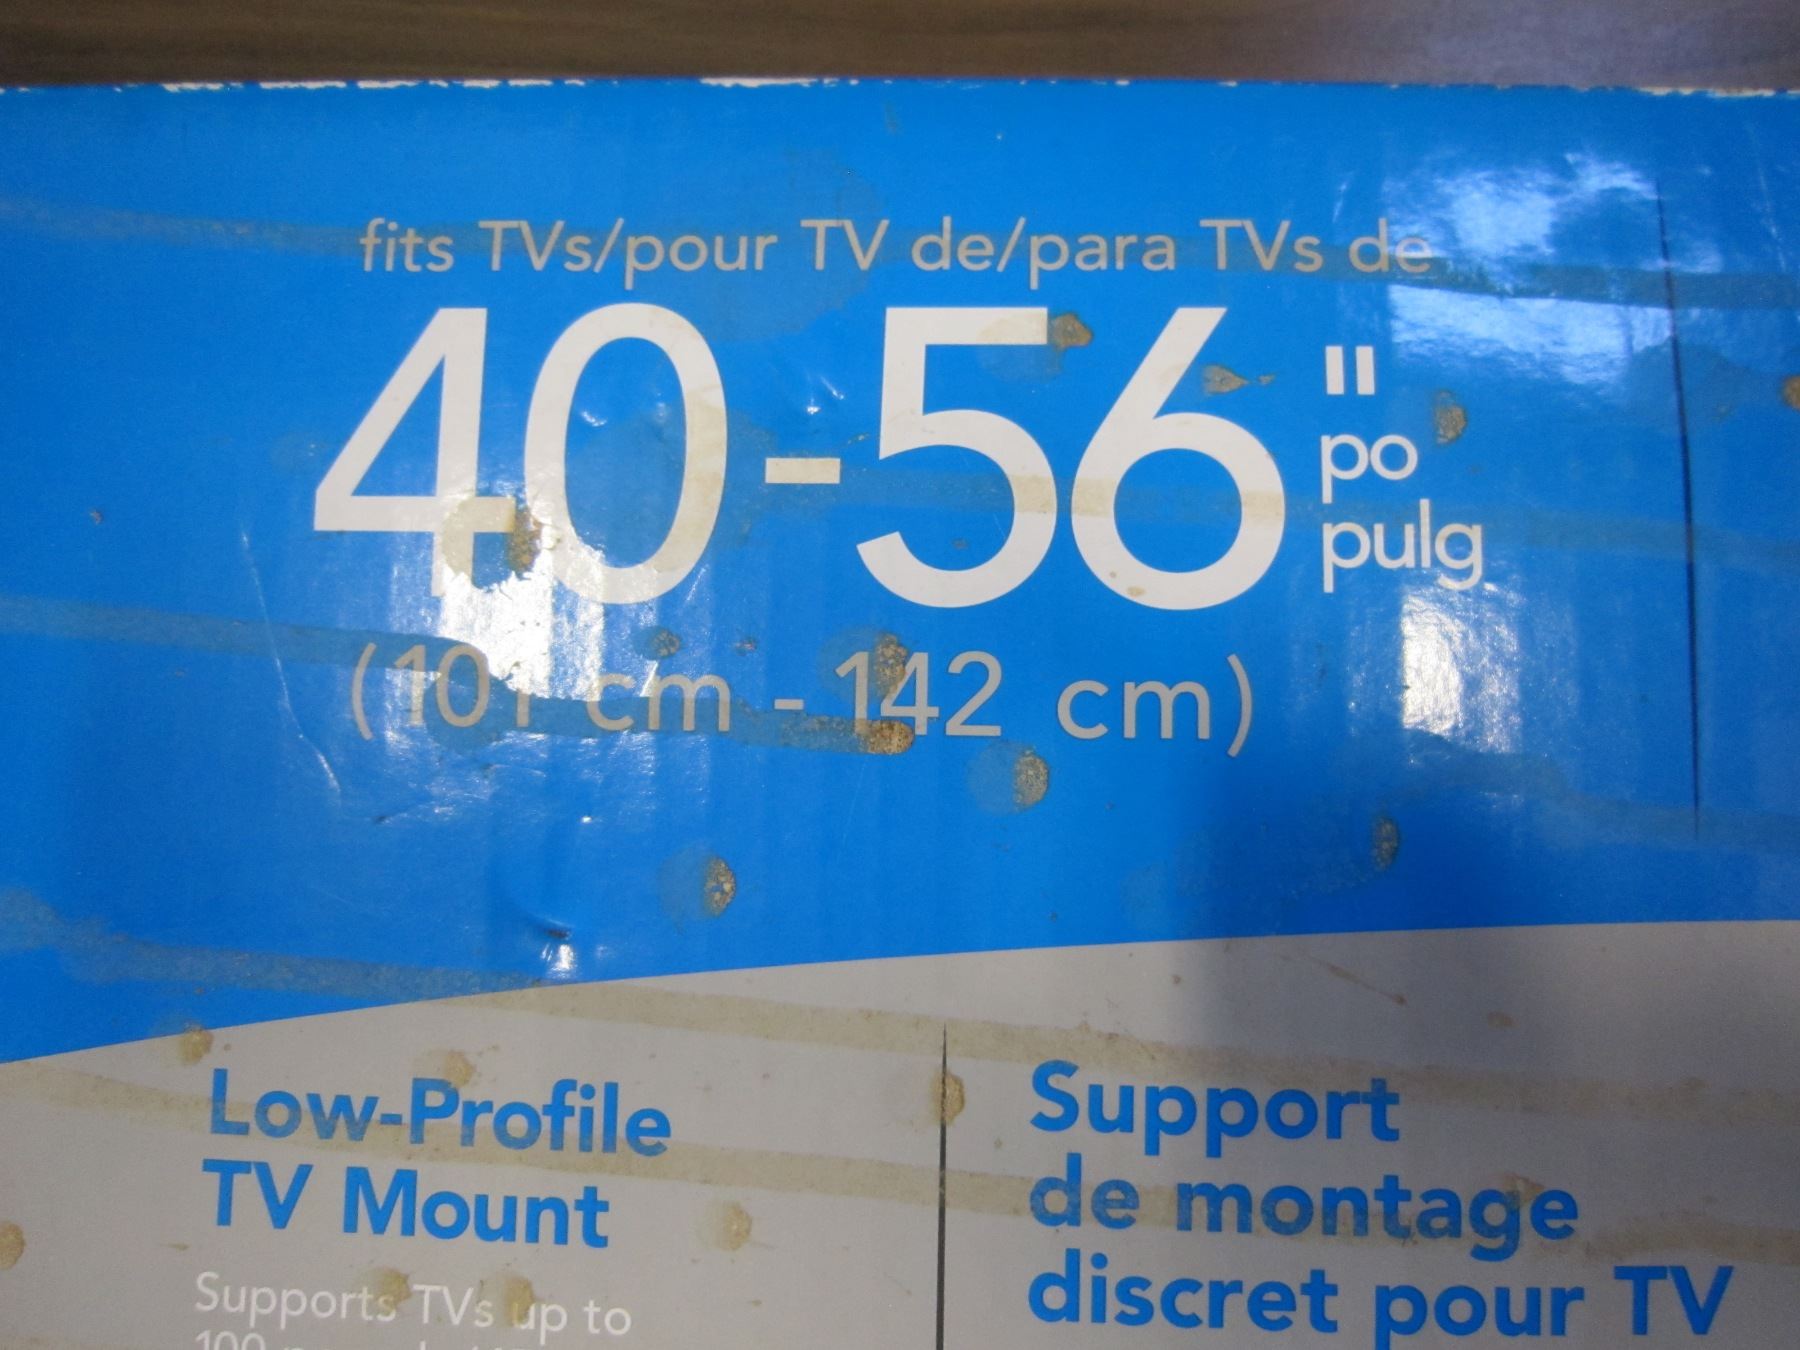 fits TVs/pour TV de/para TVs de
40-56"
po
pulg
(101 cm - 142 cm)
Low-Profile
TV Mount
Supports TVs up to
100
Support
de montage
discret pour TV